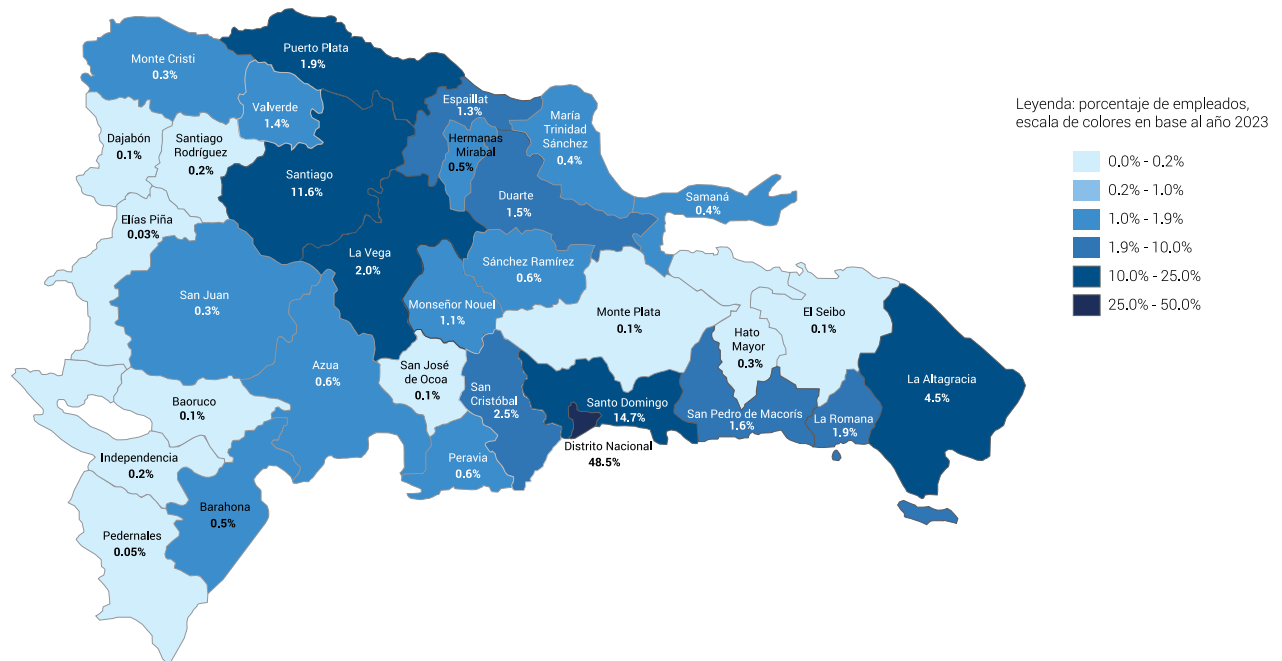 Puerto Plata
1.9%
Monte Cristi
0.3%
Valverde
1.4%
Espaillat
1.3%
María
Trinidad
Sánchez
0.4%
Dajabón
0.1%
Santiago
Rodríguez
0.2%
Hermanas
Mirabal
0.5%
Santiago
11.6%
Duarte
1.5%
Samaná
0.4%
Elías Piña
0.03%
La Vega
2.0%
Sánchez Ramírez
0.6%
San Juan
0.3%
Monseñor Nouel
1.1%
Monte Plata
0.1%
El Seibo
0.1%
Hato
Mayor
0.3%
Azua
0.6%
San José
de Ocoa
0.1%
San
Cristóbal
2.5%
Santo Domingo
14.7%
San Pedro de Macorís
1.6%
La Romana
1.9%
La Altagracia
4.5%
Baoruco
0.1%
Distrito Nacional
48.5%
Independencia
0.2%
Peravia
0.6%
Barahona
0.5%
Pedernales
0.05%
Leyenda: porcentaje de empleados,
escala de colores en base al año 2023
0.0% - 0.2%
0.2% - 1.0%
1.0% - 1.9%
1.9% - 10.0%
10.0% - 25.0%
25.0% - 50.0%